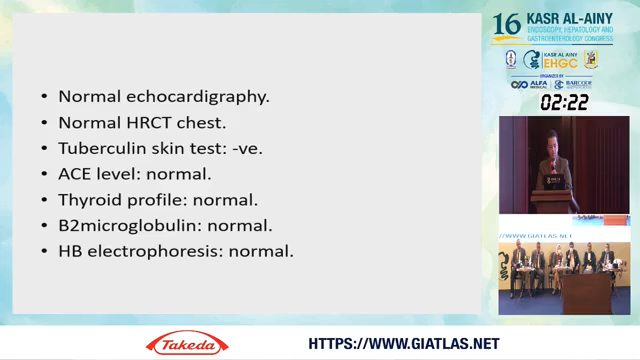 16
KASR AL-AINY
ENDOSCOPY, HEPATOLOGY AND
GASTROENTEROLOGY CONGRESS
KASR AL-AINY
EHGC
ORGANIZED BY
ALFA
MEDICAL
BARCODE
02:22
• Normal echocardigraphy.
• Normal HRCT chest.
• Tuberculin skin test: -ve.
• ACE level: normal.
• Thyroid profile: normal.
• B2microglobulin: normal.
• HB electrophoresis: normal.
//WWW.GIATLAS.NET
Takeda
HTTPS://WWW.GIATLAS.NET